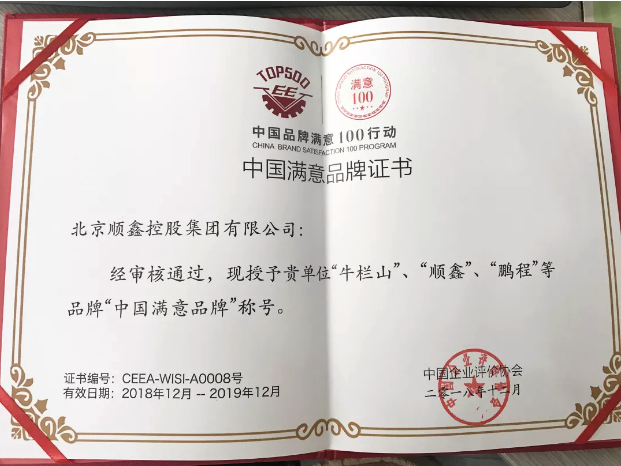 TOP500
EE
满意
100
中国品牌满意100行动
CHINA BRAND SATISFACTION 100 PROGRAM
中国满意品牌证书
北京顺鑫控股集团有限公司:
经审核通过，现授予贵单位“牛栏山”、“顺鑫”、“鹏程”等
品牌“中国满意品牌”称号。
证书编号: CEEA-WISI-A0008号
有效日期: 2018年12月 -- 2019年12月
中国企业评价协会
二〇一八年十二月